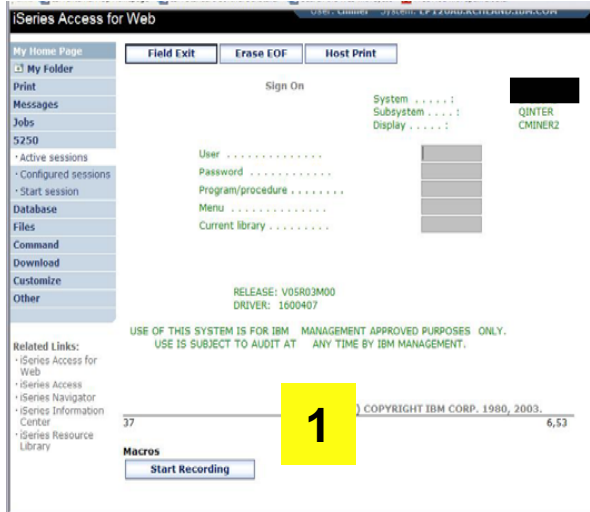 iSeries Access for Web
My Home Page
My Folder
Print
Messages
Jobs
5250
· Active sessions
· Configured sessions
· Start session
Database
Files
Command
Download
Customize
Other
Related Links:
· iSeries Access for
Web
· iSeries Access
· iSeries Navigator
· iSeries Information
Center
· iSeries Resource
Library
Field Exit Erase EOF Host Print
Sign On
System . . . . . :
Subsystem . . . . : QINTER
Display . . . . . : CMINER2
User . . . . . . . . . . . . . .
Password . . . . . . . . . . . .
Program/procedure . . . . . . . .
Menu . . . . . . . . . . . . . .
Current library . . . . . . . . .
RELEASE: V05R03M00
DRIVER: 1600407
USE OF THIS SYSTEM IS FOR IBM MANAGEMENT APPROVED PURPOSES ONLY.
USE IS SUBJECT TO AUDIT AT ANY TIME BY IBM MANAGEMENT.
) COPYRIGHT IBM CORP. 1980, 2003.
37 6,53
1
Macros
Start Recording